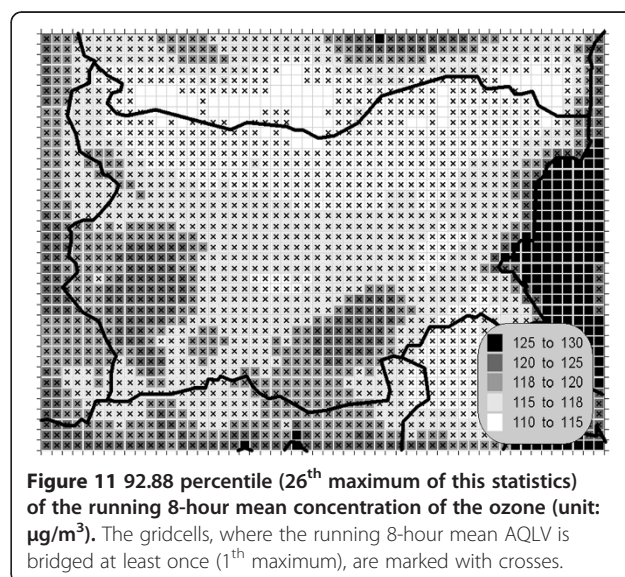 125 to 130
120 to 125
118 to 120
115 to 118
110 to 115
Figure 11 92.88 percentile (26th maximum of this statistics)
of the running 8-hour mean concentration of the ozone (unit:
μg/m³). The gridcells, where the running 8-hour mean AQLV is
bridged at least once (1th maximum), are marked with crosses.